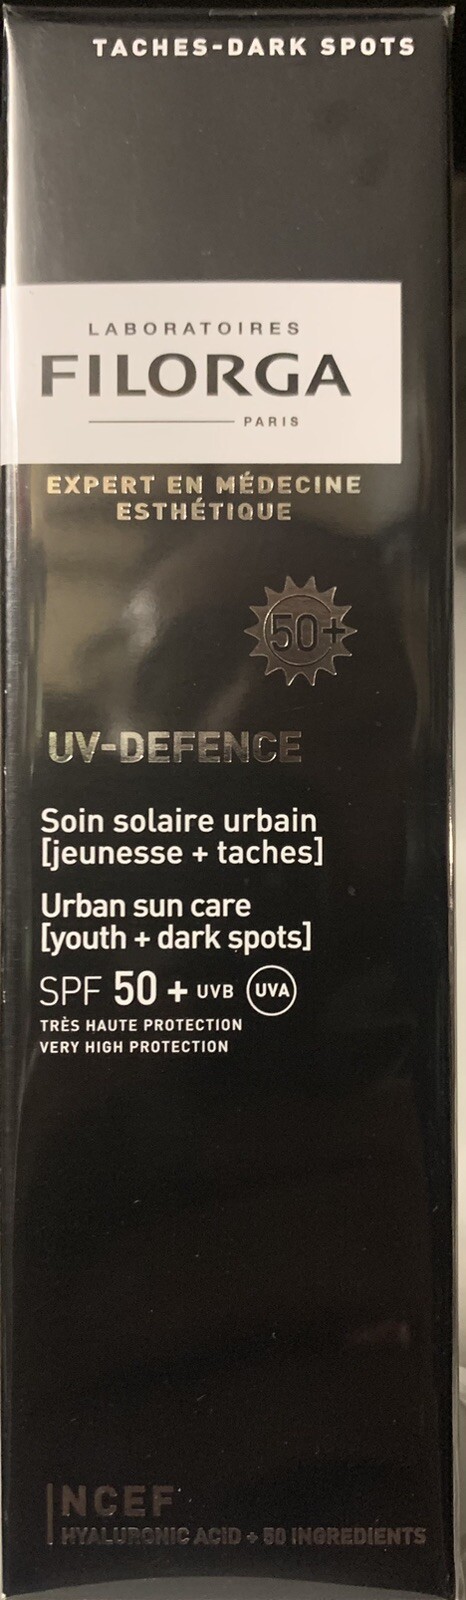 TACHES-DARK SPOTS
LABORATOIRES
FILORGA
PARIS
EXPERT EN MÉDECINE
ESTHÉTIQUE
50+
UV-DEFENCE
Soin solaire urbain
[jeunesse + taches]
Urban sun care
[youth + dark spots]
SPF 50 + UVB UVA
TRÈS HAUTE PROTECTION
VERY HIGH PROTECTION
NCEF
HYALURONIC ACID + 50 INGREDIENTS